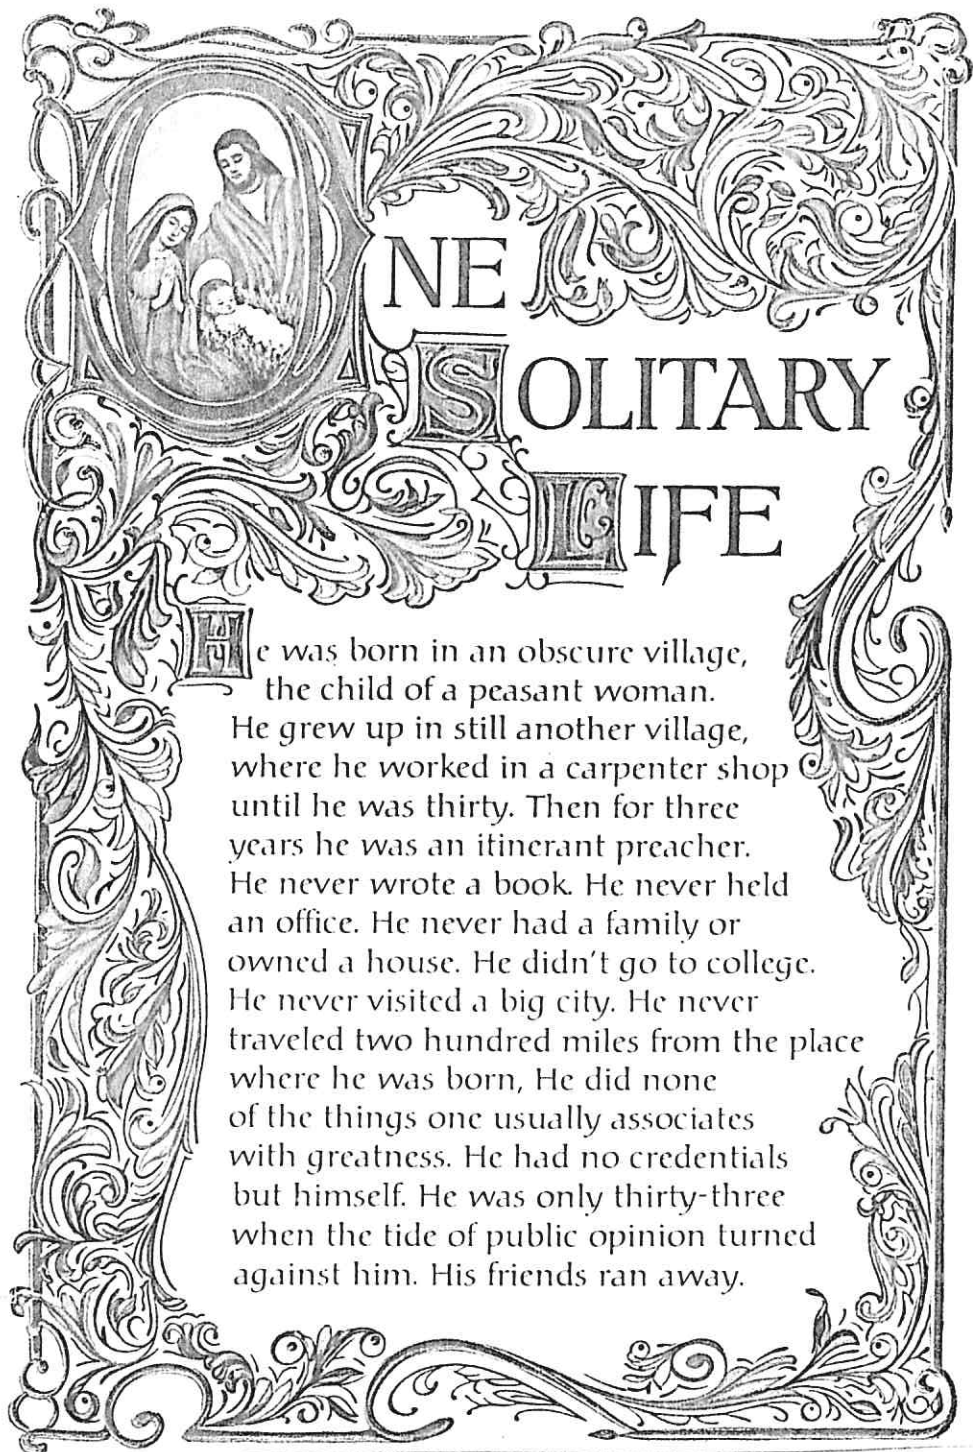 ONE
SOLITARY
LIFE
He was born in an obscure village,
the child of a peasant woman.
He grew up in still another village,
where he worked in a carpenter shop
until he was thirty. Then for three
years he was an itinerant preacher.
He never wrote a book. He never held
an office. He never had a family or
owned a house. He didn't go to college.
He never visited a big city. He never
traveled two hundred miles from the place
where he was born, He did none
of the things one usually associates
with greatness. He had no credentials
but himself. He was only thirty-three
when the tide of public opinion turned
against him. His friends ran away.